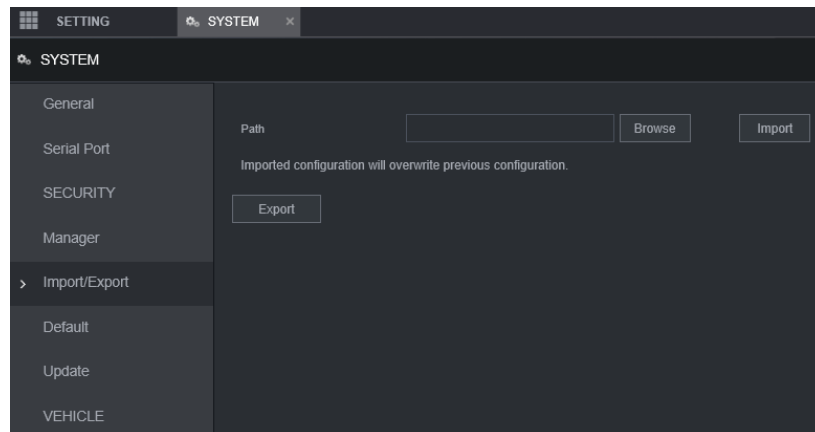 SETTING
SYSTEM ×
SYSTEM
General
Serial Port
SECURITY
Manager
Import/Export
Default
Update
VEHICLE
Path
Browse
Import
Imported configuration will overwrite previous configuration.
Export